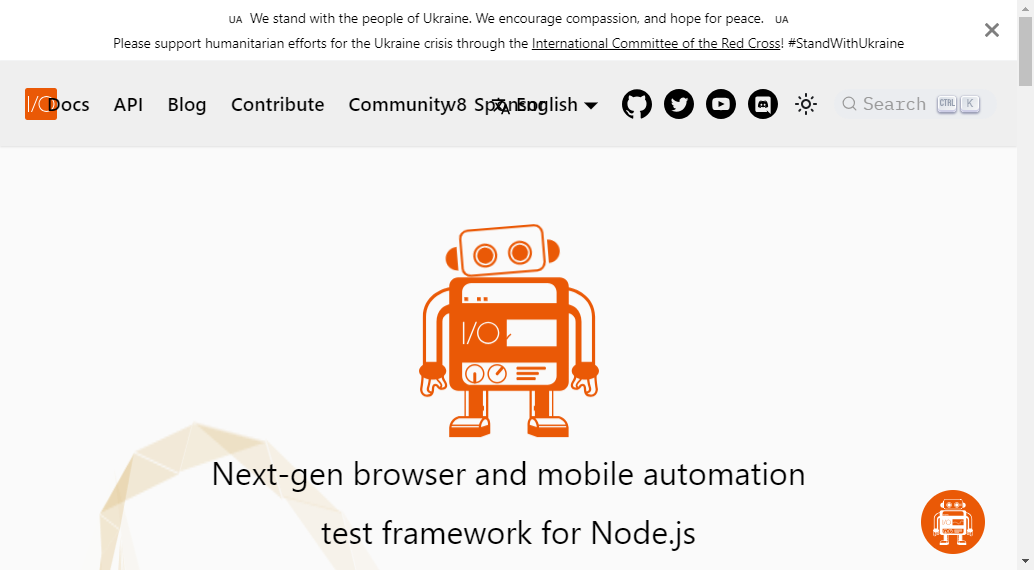 UA We stand with the people of Ukraine. We encourage compassion, and hope for peace. UA
Please support humanitarian efforts for the Ukraine crisis through the International Committee of the Red Cross! #StandWithUkraine
I/O Docs API Blog Contribute Community v8 Sponsor English Search CTRL K
I/O
Next-gen browser and mobile automation
test framework for Node.js